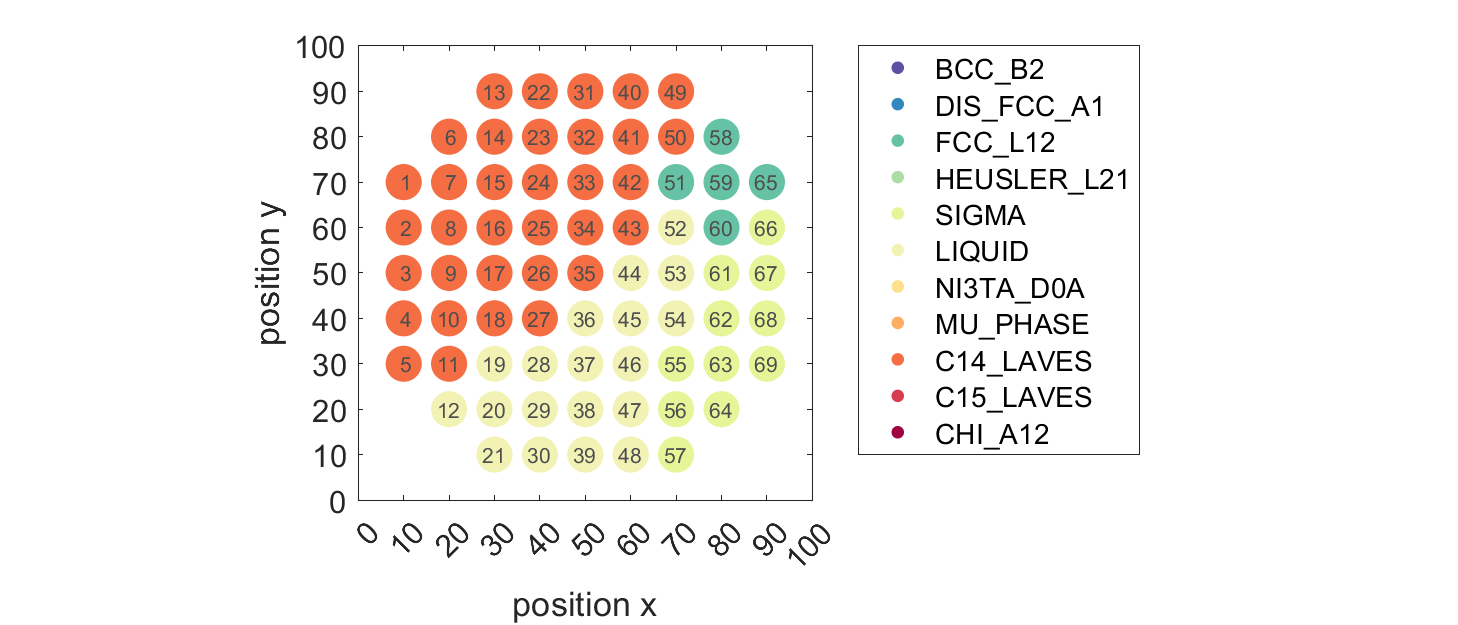 100
90
80
70
60
50
40
30
20
10
0
position y
13 22 31 40 49
6 14 23 32 41 50 58
1 7 15 24 33 42 51 59 65
2 8 16 25 34 43 52 60 66
3 9 17 26 35 44 53 61 67
4 10 18 27 36 45 54 62 68
5 11 19 28 37 46 55 63 69
12 20 29 38 47 56 64
21 30 39 48 57
0 10 20 30 40 50 60 70 80 90 100
position x
BCC_B2
DIS_FCC_A1
FCC_L12
HEUSLER_L21
SIGMA
LIQUID
NI3TA_D0A
MU_PHASE
C14_LAVES
C15_LAVES
CHI_A12